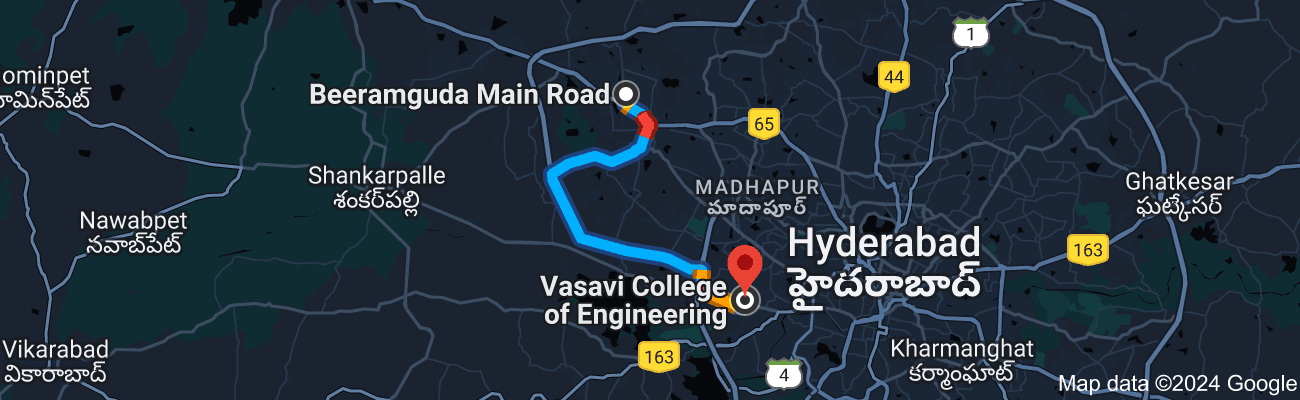 1
44
ominpet
ోమిన్‌పేట్
Beeramguda Main Road
65
Shankarpalle
శంకర్‌పల్లి
MADHAPUR
మాదాపూర్
Ghatkesar
ఘట్కేసర్
Nawabpet
నవాబ్‌పేట్
Hyderabad
హైదరాబాద్
163
Vasavi College
of Engineering
Vikarabad
వికారాబాద్
163
4
Kharmanghat
కర్మాంఘాట్
Map data ©2024 Google